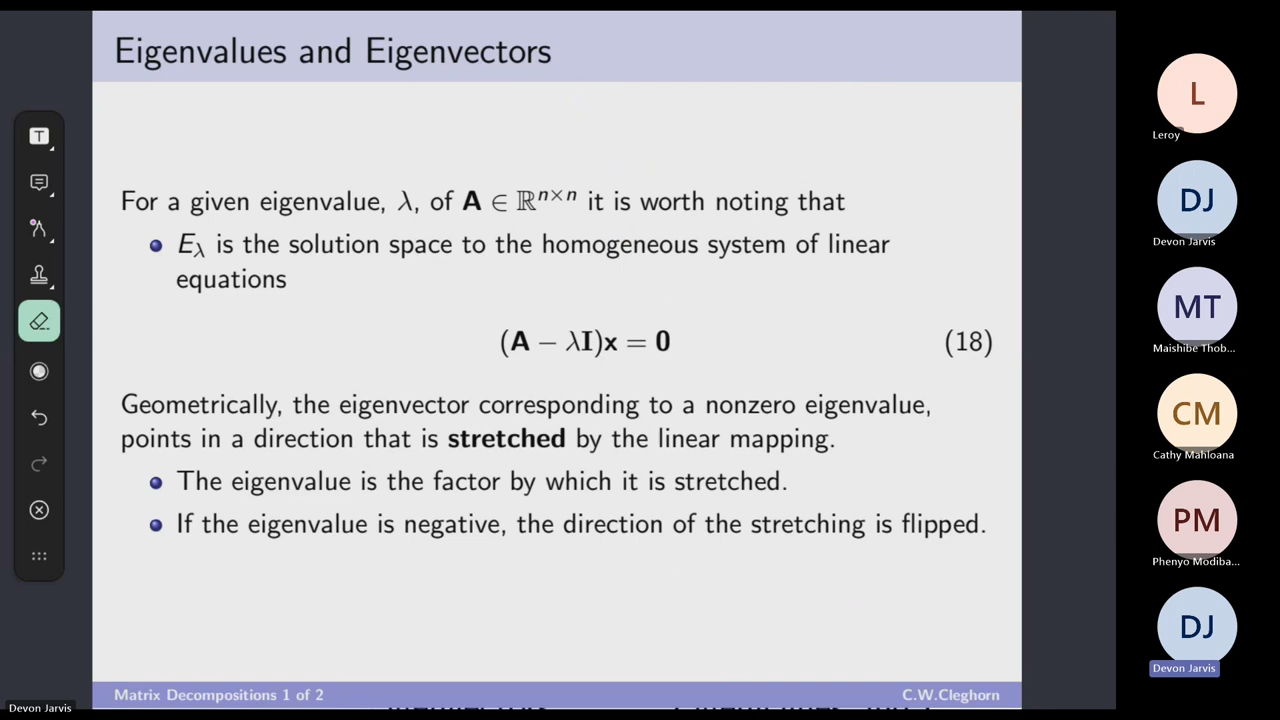 Eigenvalues and Eigenvectors
For a given eigenvalue, λ, of A ∈ ℝⁿˣⁿ it is worth noting that
E_λ is the solution space to the homogeneous system of linear
equations
(A − λI)x = 0 (18)
Geometrically, the eigenvector corresponding to a nonzero eigenvalue,
points in a direction that is stretched by the linear mapping.
The eigenvalue is the factor by which it is stretched.
If the eigenvalue is negative, the direction of the stretching is flipped.
Matrix Decompositions 1 of 2 C.W.Cleghorn
Devon Jarvis
T
L
Leroy
DJ
Devon Jarvis
MT
Maishibe Thob...
CM
Cathy Mahloana
PM
Phenyo Modiba...
DJ
Devon Jarvis